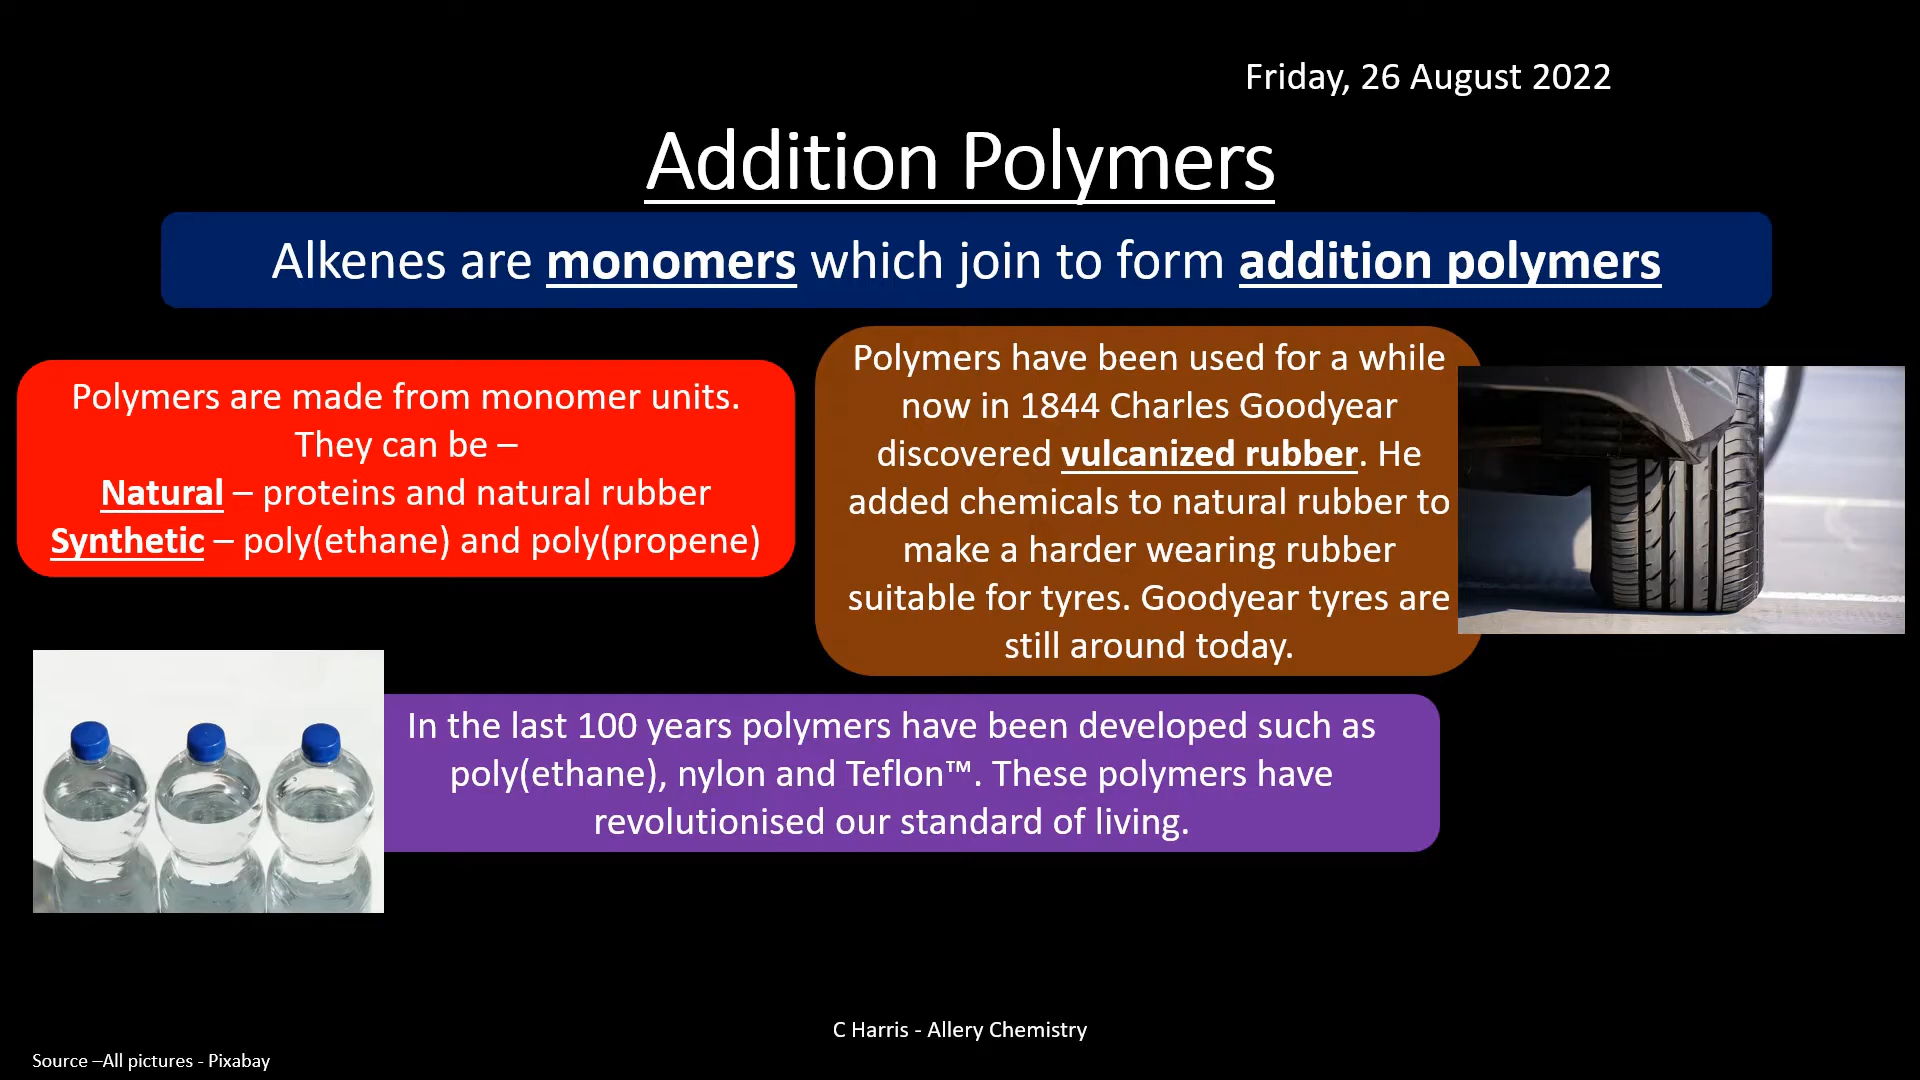 Friday, 26 August 2022
Addition Polymers
Alkenes are monomers which join to form addition polymers
Polymers are made from monomer units.
They can be –
Natural – proteins and natural rubber
Synthetic – poly(ethane) and poly(propene)
Polymers have been used for a while
now in 1844 Charles Goodyear
discovered vulcanized rubber. He
added chemicals to natural rubber to
make a harder wearing rubber
suitable for tyres. Goodyear tyres are
still around today.
In the last 100 years polymers have been developed such as
poly(ethane), nylon and Teflon™. These polymers have
revolutionised our standard of living.
C Harris - Allery Chemistry
Source –All pictures - Pixabay